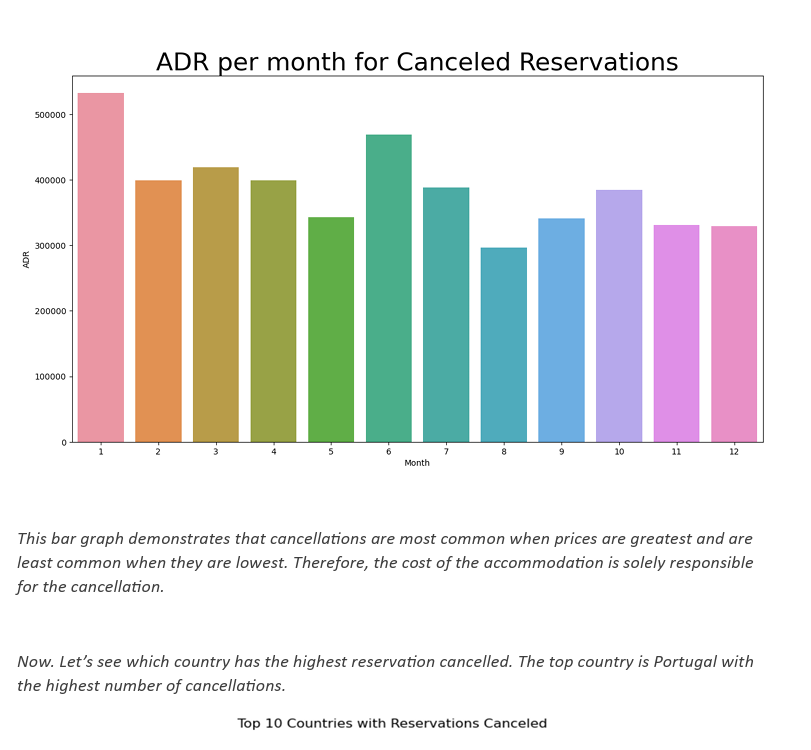 ADR per month for Canceled Reservations
500000
400000
300000
200000
100000
0
ADR
1 2 3 4 5 6 7 8 9 10 11 12
Month
This bar graph demonstrates that cancellations are most common when prices are greatest and are
least common when they are lowest. Therefore, the cost of the accommodation is solely responsible
for the cancellation.
Now. Let’s see which country has the highest reservation cancelled. The top country is Portugal with
the highest number of cancellations.
Top 10 Countries with Reservations Canceled